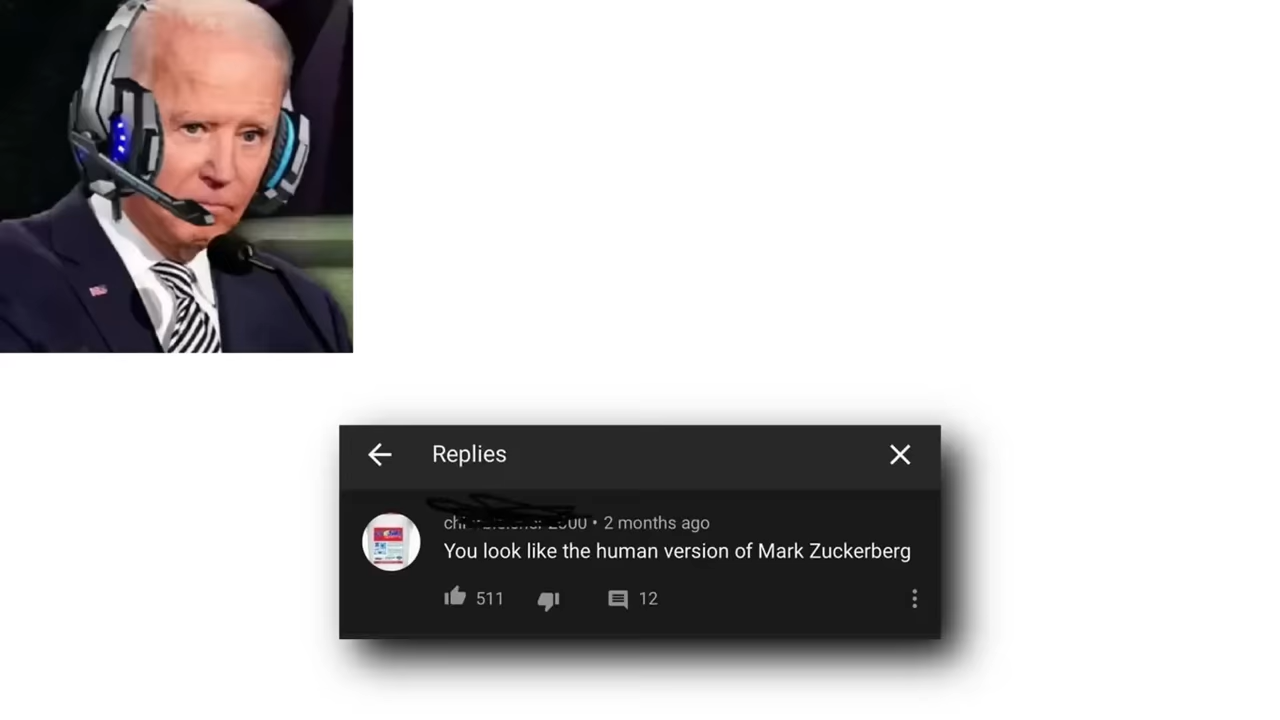 Replies
2 months ago
You look like the human version of Mark Zuckerberg
511
12